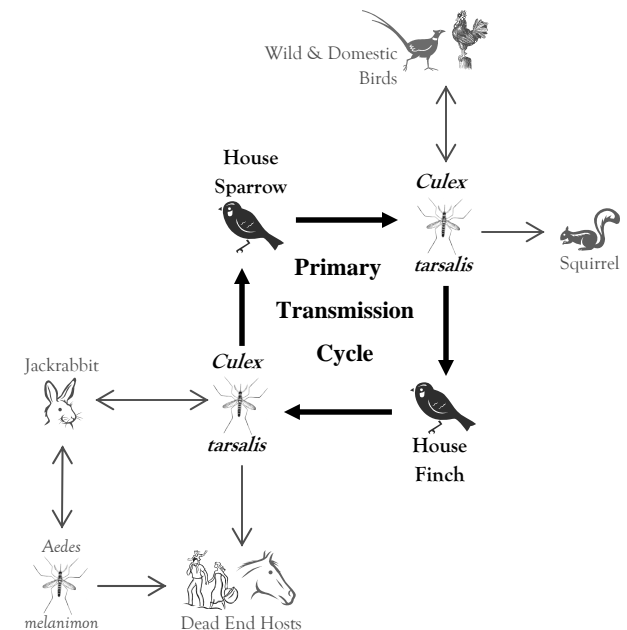 Wild & Domestic
Birds
House
Sparrow
Culex
tarsalis
Squirrel
Primary
Transmission
Cycle
Jackrabbit
Culex
tarsalis
House
Finch
Aedes
melanimon
Dead End Hosts